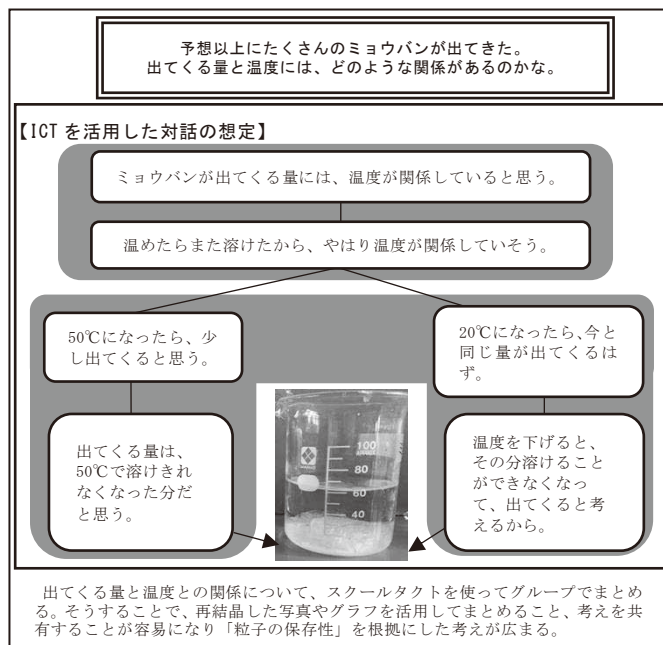 予想以上にたくさんのミョウバンが出てきた。
出てくる量と温度には、どのような関係があるのかな。
【ICTを活用した対話の想定】
ミョウバンが出てくる量には、温度が関係していると思う。
温めたらまた溶けたから、やはり温度が関係していそう。
50℃になったら、少
し出てくると思う。
20℃になったら、今と
同じ量が出てくるは
ず。
出てくる量は、
50℃で溶けきれ
なくなった分だ
と思う。
100
80
60
40
温度を下げると、
その分溶けること
ができなくなっ
て、出てくると考
えるから。
出てくる量と温度との関係について、スクールタクトを使ってグループでまとめ
る。そうすることで、再結晶した写真やグラフを活用してまとめること、考えを共
有することが容易になり「粒子の保存性」を根拠にした考えが広まる。